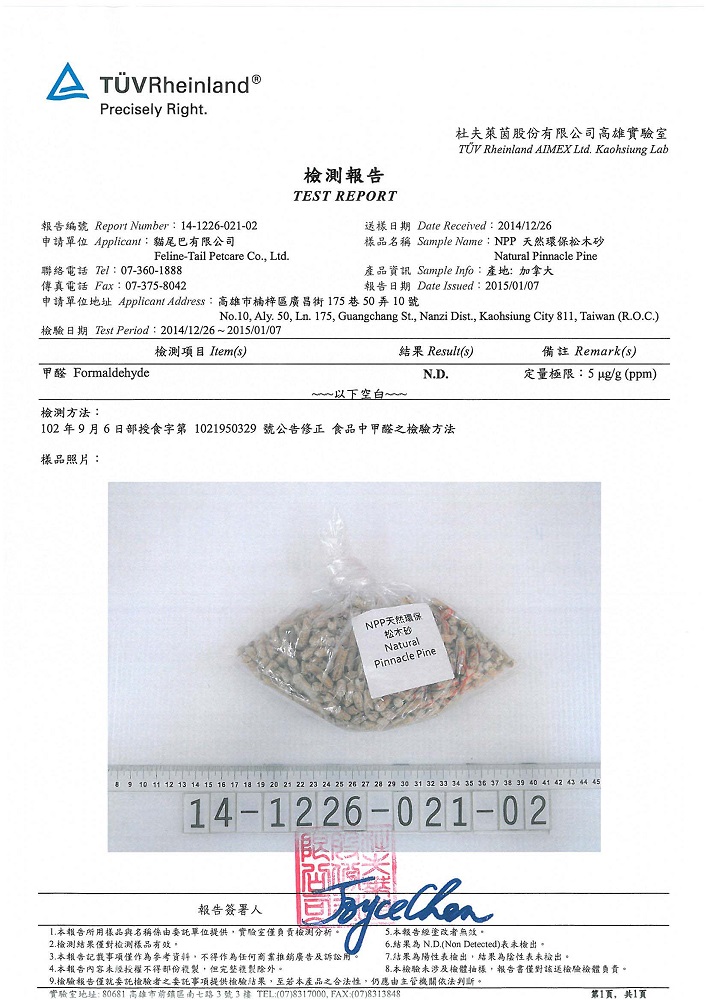 TÜVRheinland®
Precisely Right.
杜夫萊茵股份有限公司高雄實驗室
TÜV Rheinland AIMEX Ltd. Kaohsiung Lab
檢測報告
TEST REPORT
報告編號 Report Number：14-1226-021-02 送樣日期 Date Received：2014/12/26
申請單位 Applicant：貓尾巴有限公司 樣品名稱 Sample Name：NPP 天然環保松木砂
Feline-Tail Petcare Co., Ltd. Natural Pinnacle Pine
聯絡電話 Tel：07-360-1888 產品資訊 Sample Info：產地: 加拿大
傳真電話 Fax：07-375-8042 報告日期 Date Issued：2015/01/07
申請單位地址 Applicant Address：高雄市楠梓區廣昌街 175 巷 50 弄 10 號
No.10, Aly. 50, Ln. 175, Guangchang St., Nanzi Dist., Kaohsiung City 811, Taiwan (R.O.C.)
檢驗日期 Test Period：2014/12/26～2015/01/07
檢測項目 Item(s) 結果 Result(s) 備註 Remark(s)
甲醛 Formaldehyde N.D. 定量極限：5 μg/g (ppm)
~~~以下空白~~~
檢測方法：
102 年 9 月 6 日部授食字第 1021950329 號公告修正 食品中甲醛之檢驗方法
樣品照片：
NPP天然環保
松木砂
Natural
Pinnacle Pine
8 9 10 11 12 13 14 15 16 17 18 19 20 21 22 23 24 25 26 27 28 29 30 31 32 33 34 35 36 37 38 39 40 41 42 43 44 45
14-1226-021-02
報告簽署人 Joyce Chen
1.本報告所用樣品與名稱係由委託單位提供，實驗室僅負責檢測分析。 5.本報告經塗改者無效。
2.檢測結果僅對檢測樣品有效。 6.結果為 N.D.(Non Detected)表未檢出。
3.本報告記載事項僅作為參考資料，不得作為任何商業推銷廣告及訴訟用。 7.結果為陽性表檢出，結果為陰性表未檢出。
4.本報告內容未經授權不得部份複製，但完整複製除外。 8.本檢驗未涉及檢體抽樣，報告書僅對該送檢驗檢體負責。
9.檢驗報告僅就委託檢驗者之委託事項提供檢驗結果，至若本產品之合法性，仍應由主管機關依法判斷。
實驗室地址: 80681 高雄市前鎮區南七路 3 號 3 樓 TEL:(07)8317000, FAX:(07)8313848 第1頁，共1頁